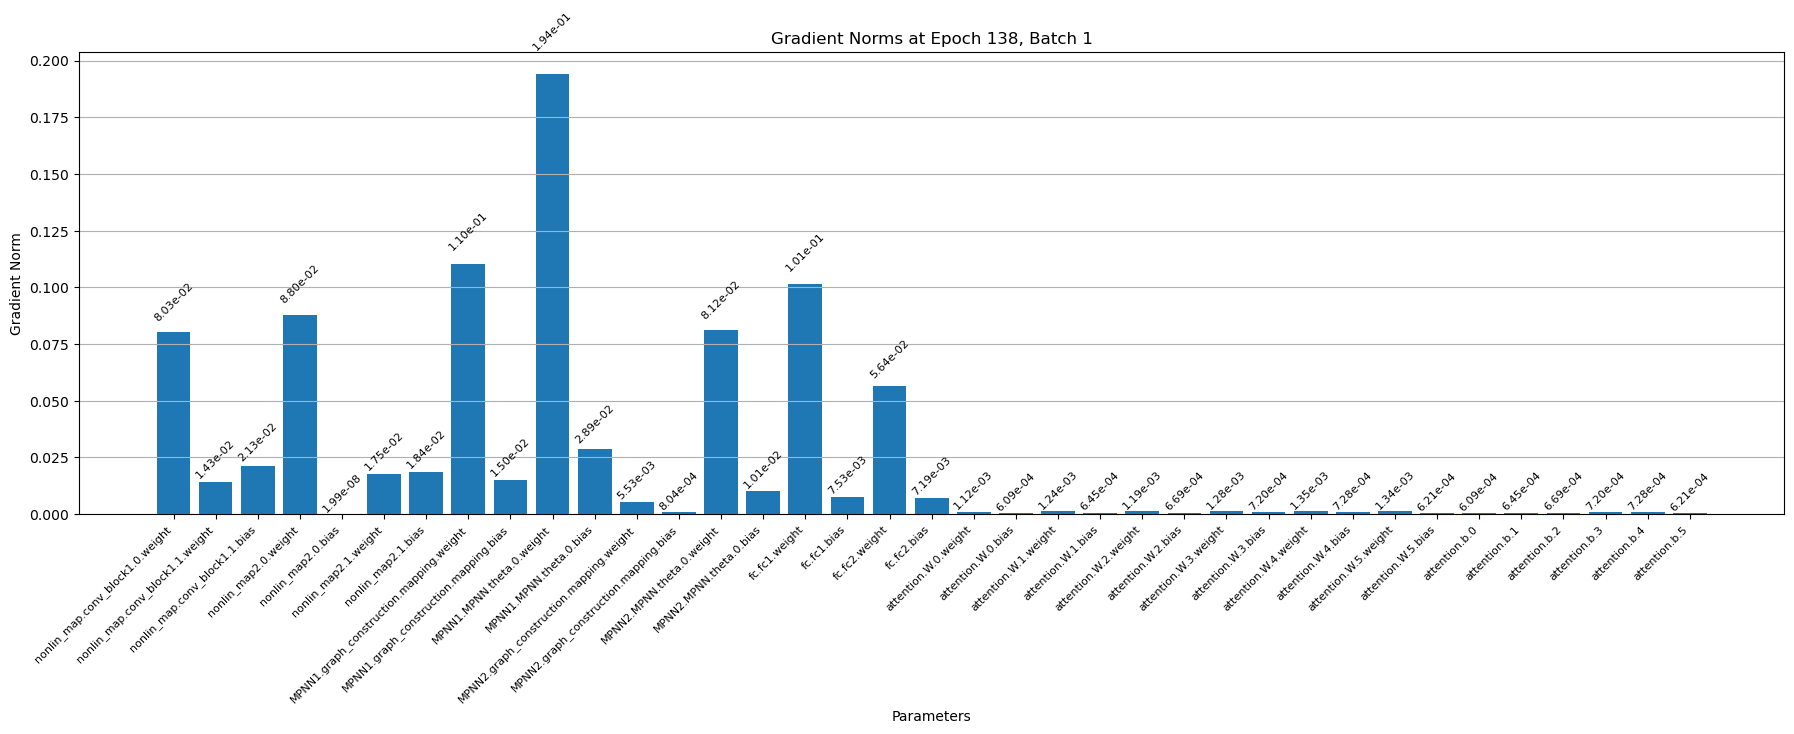 Gradient Norms at Epoch 138, Batch 1
Gradient Norm
0.200
0.175
0.150
0.125
0.100
0.075
0.050
0.025
0.000
8.03e-02
1.43e-02
2.13e-02
8.80e-02
1.99e-08
1.75e-02
1.84e-02
1.10e-01
1.50e-02
1.94e-01
2.89e-02
5.53e-03
8.04e-04
8.12e-02
1.01e-02
1.01e-01
7.53e-03
5.64e-02
7.19e-03
1.12e-03
6.09e-04
1.24e-03
6.45e-04
1.19e-03
6.69e-04
1.28e-03
7.20e-04
1.35e-03
7.28e-04
1.34e-03
6.21e-04
6.09e-04
6.45e-04
6.69e-04
7.20e-04
7.28e-04
6.21e-04
nonlin_map.conv_block1.0.weight
nonlin_map.conv_block1.1.weight
nonlin_map.conv_block1.1.bias
nonlin_map2.0.weight
nonlin_map2.0.bias
nonlin_map2.1.weight
nonlin_map2.1.bias
MPNN1.graph_construction.mapping.weight
MPNN1.graph_construction.mapping.bias
MPNN1.MPNN.theta.0.weight
MPNN1.MPNN.theta.0.bias
MPNN2.graph_construction.mapping.weight
MPNN2.graph_construction.mapping.bias
MPNN2.MPNN.theta.0.weight
MPNN2.MPNN.theta.0.bias
fc.fc1.weight
fc.fc1.bias
fc.fc2.weight
fc.fc2.bias
attention.W.0.weight
attention.W.0.bias
attention.W.1.weight
attention.W.1.bias
attention.W.2.weight
attention.W.2.bias
attention.W.3.weight
attention.W.3.bias
attention.W.4.weight
attention.W.4.bias
attention.W.5.weight
attention.W.5.bias
attention.b.0
attention.b.1
attention.b.2
attention.b.3
attention.b.4
attention.b.5
Parameters